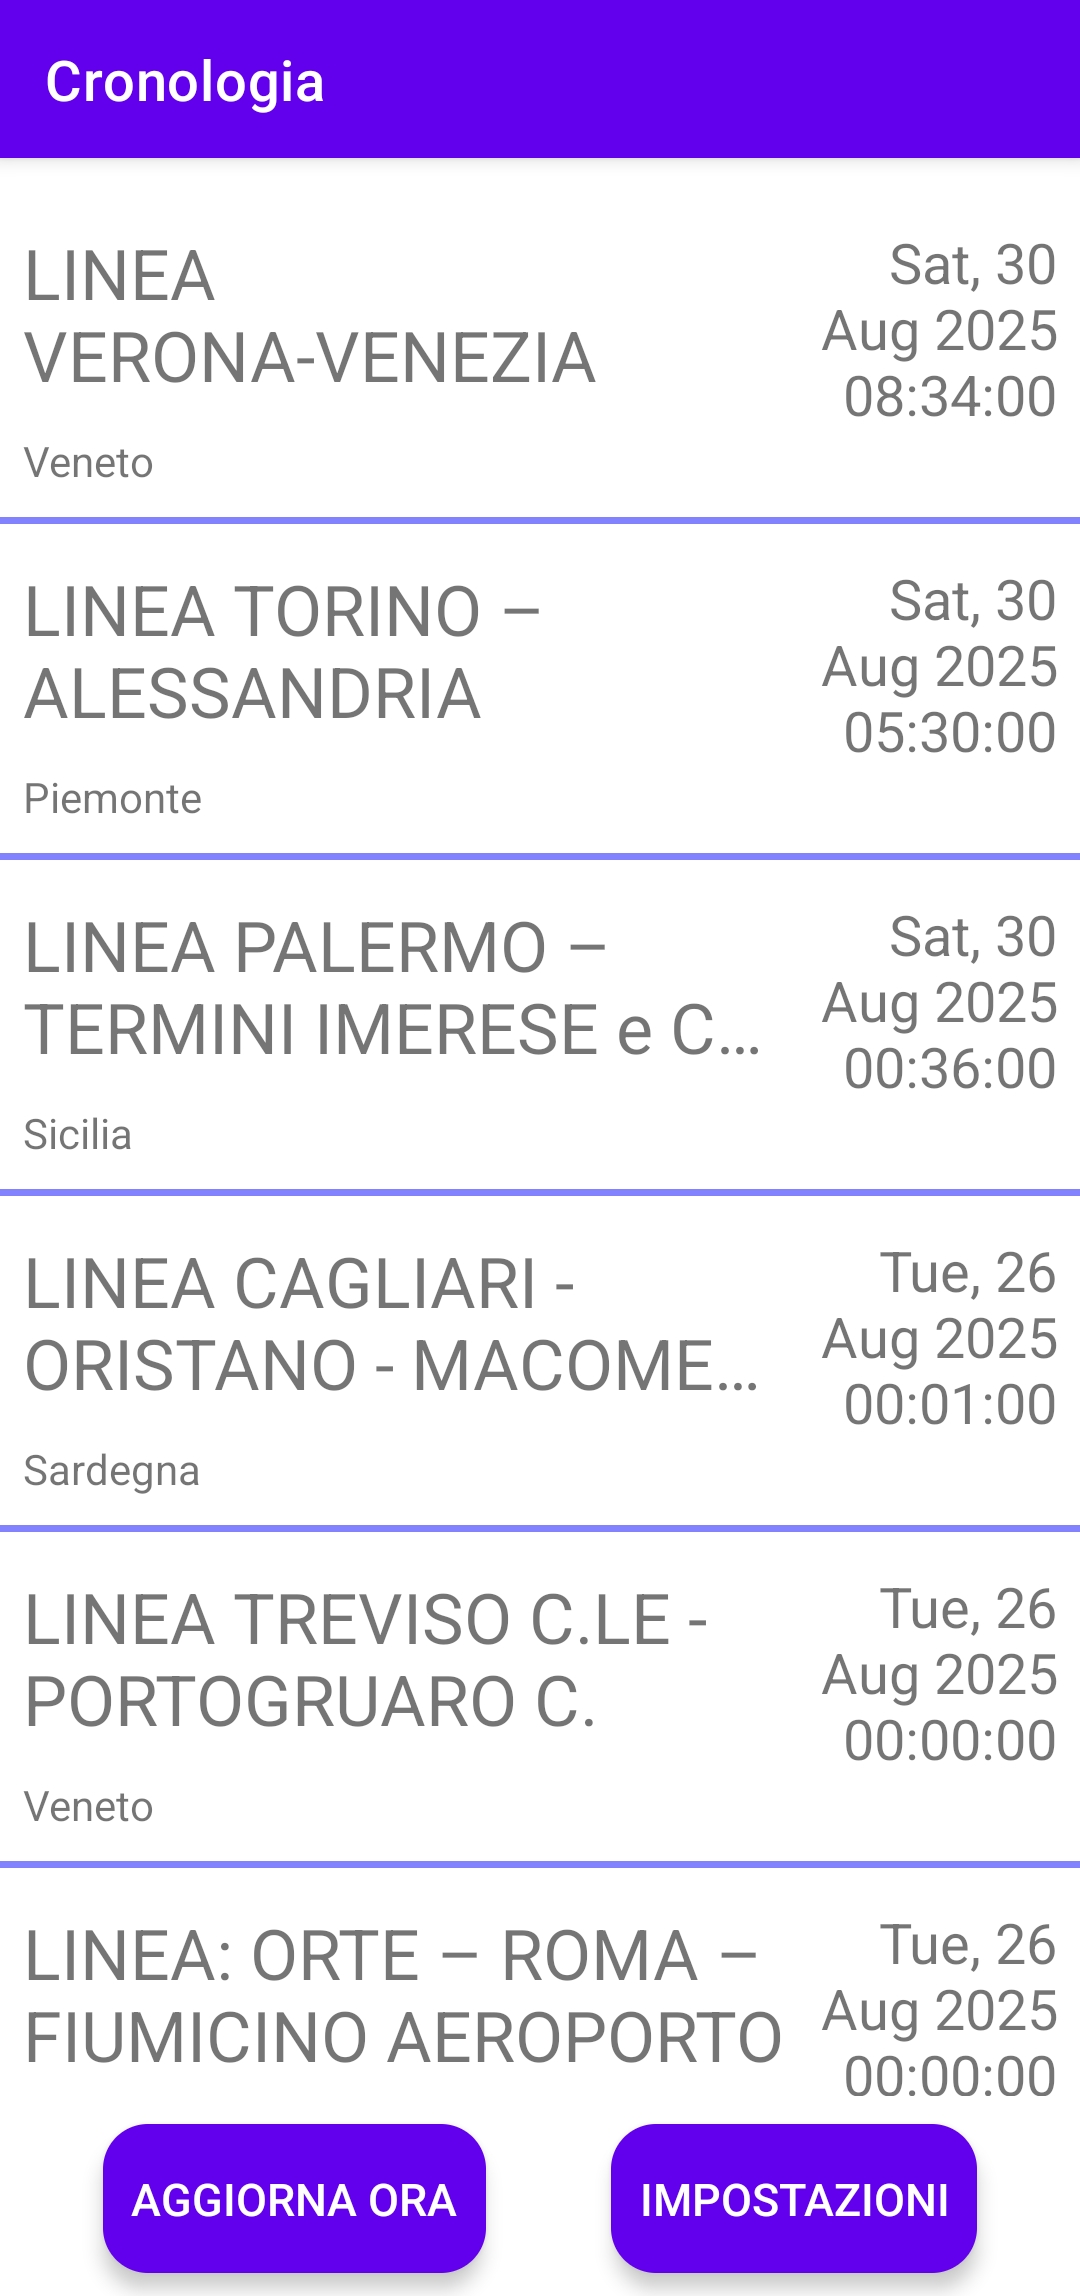 Cronologia
LINEA
VERONA-VENEZIA
Sat, 30
Aug 2025
08:34:00
Veneto
LINEA TORINO –
ALESSANDRIA
Sat, 30
Aug 2025
05:30:00
Piemonte
LINEA PALERMO –
TERMINI IMERESE e C...
Sat, 30
Aug 2025
00:36:00
Sicilia
LINEA CAGLIARI -
ORISTANO - MACOME...
Tue, 26
Aug 2025
00:01:00
Sardegna
LINEA TREVISO C.LE -
PORTOGRUARO C.
Tue, 26
Aug 2025
00:00:00
Veneto
LINEA: ORTE – ROMA –
FIUMICINO AEROPORTO
Tue, 26
Aug 2025
00:00:00
AGGIORNA ORA
IMPOSTAZIONI